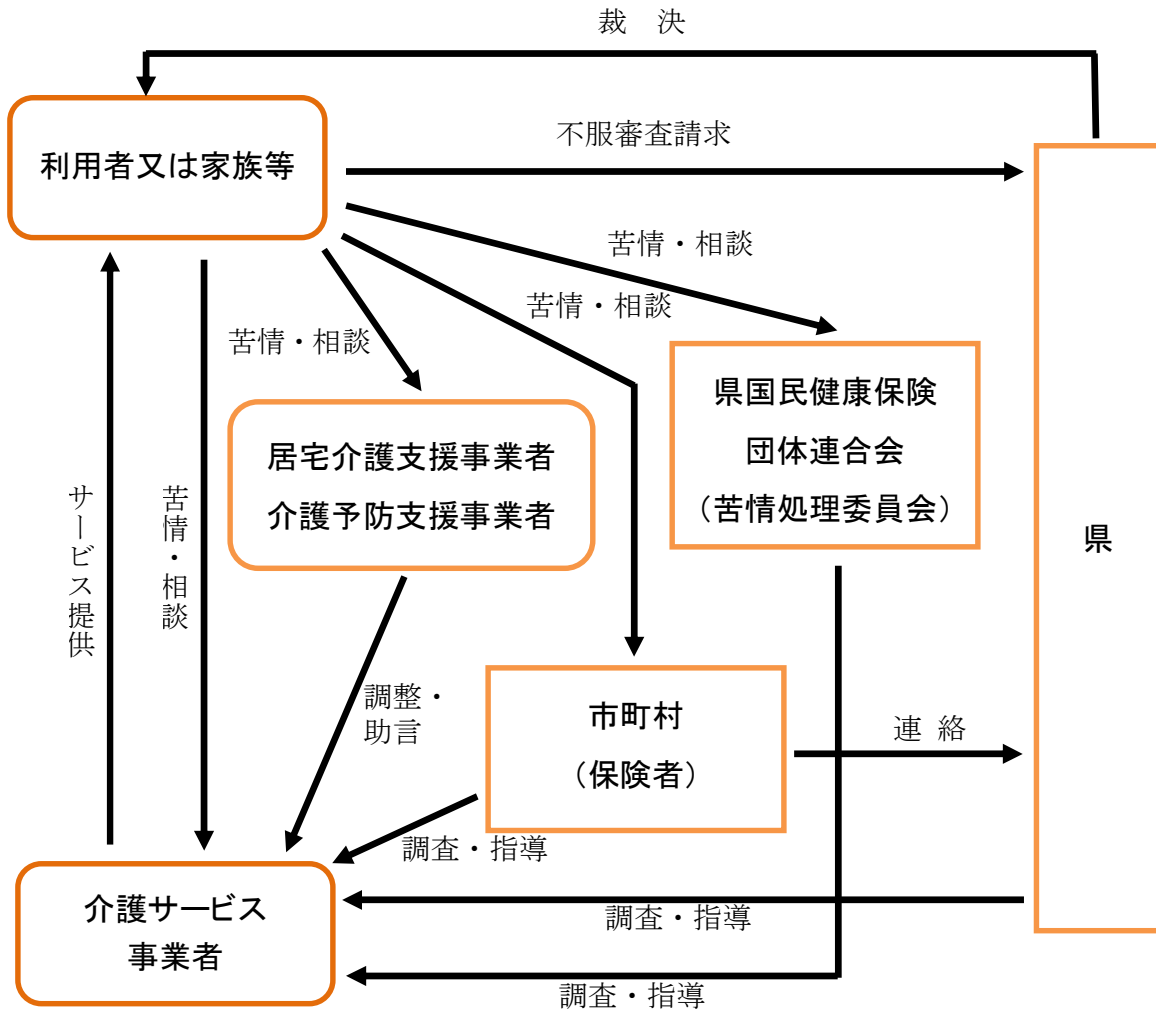 裁　決
不服審査請求
利用者又は家族等
苦情・相談
苦情・相談
苦情・相談
県国民健康保険
団体連合会
（苦情処理委員会）
居宅介護支援事業者
介護予防支援事業者
県
サービス提供
苦情・相談
調整・
助言
市町村
（保険者）
連 絡
調査・指導
介護サービス
事業者
調査・指導
調査・指導